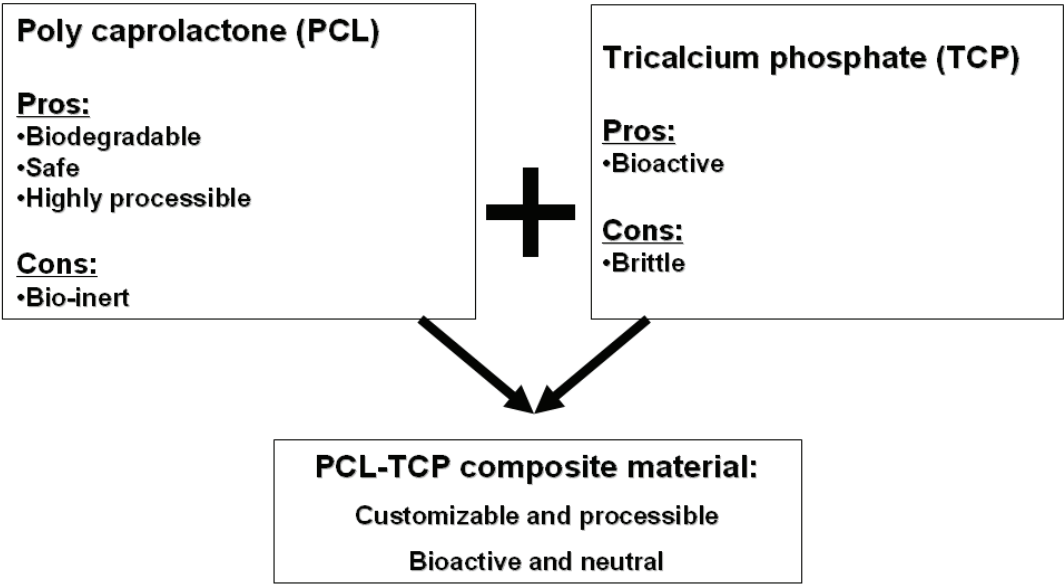 Poly caprolactone (PCL)
Pros:
•Biodegradable
•Safe
•Highly processible
Cons:
•Bio-inert
Tricalcium phosphate (TCP)
Pros:
•Bioactive
Cons:
•Brittle
PCL-TCP composite material:
Customizable and processible
Bioactive and neutral